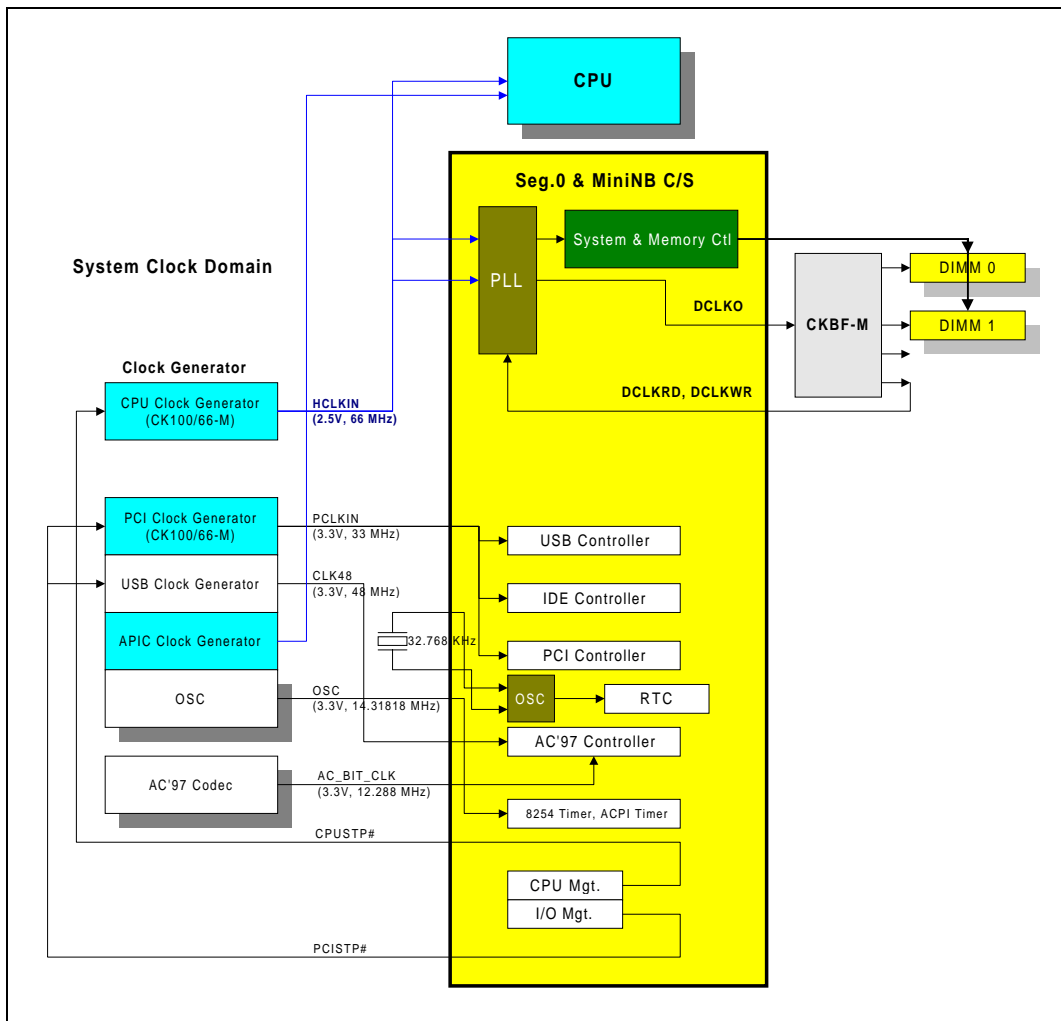 CPU
Seg.0 & MiniNB C/S
System & Memory Ctl
PLL
System Clock Domain
DIMM 0
DCLKO
CKBF-M
DIMM 1
Clock Generator
DCLKRD, DCLKWR
CPU Clock Generator
(CK100/66-M)
HCLKIN
(2.5V, 66 MHz)
PCI Clock Generator
(CK100/66-M)
PCLKIN
(3.3V, 33 MHz)
USB Controller
USB Clock Generator
CLK48
(3.3V, 48 MHz)
IDE Controller
APIC Clock Generator
32.768 KHz
PCI Controller
OSC
OSC
(3.3V, 14.31818 MHz)
OSC
RTC
AC'97 Controller
AC'97 Codec
AC_BIT_CLK
(3.3V, 12.288 MHz)
8254 Timer, ACPI Timer
CPUSTP#
CPU Mgt.
I/O Mgt.
PCISTP#